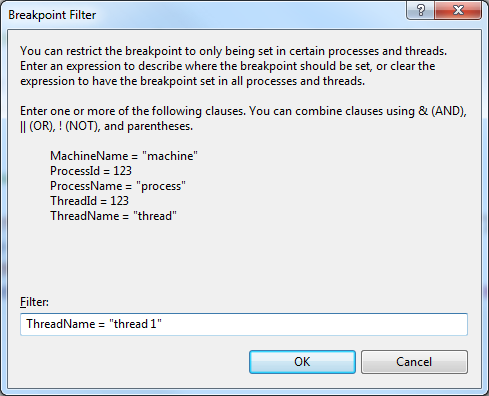 Breakpoint Filter
You can restrict the breakpoint to only being set in certain processes and threads.
Enter an expression to describe where the breakpoint should be set, or clear the
expression to have the breakpoint set in all processes and threads.
Enter one or more of the following clauses. You can combine clauses using & (AND),
|| (OR), ! (NOT), and parentheses.
MachineName = "machine"
ProcessId = 123
ProcessName = "process"
ThreadId = 123
ThreadName = "thread"
Filter:
ThreadName = "thread 1"
OK
Cancel